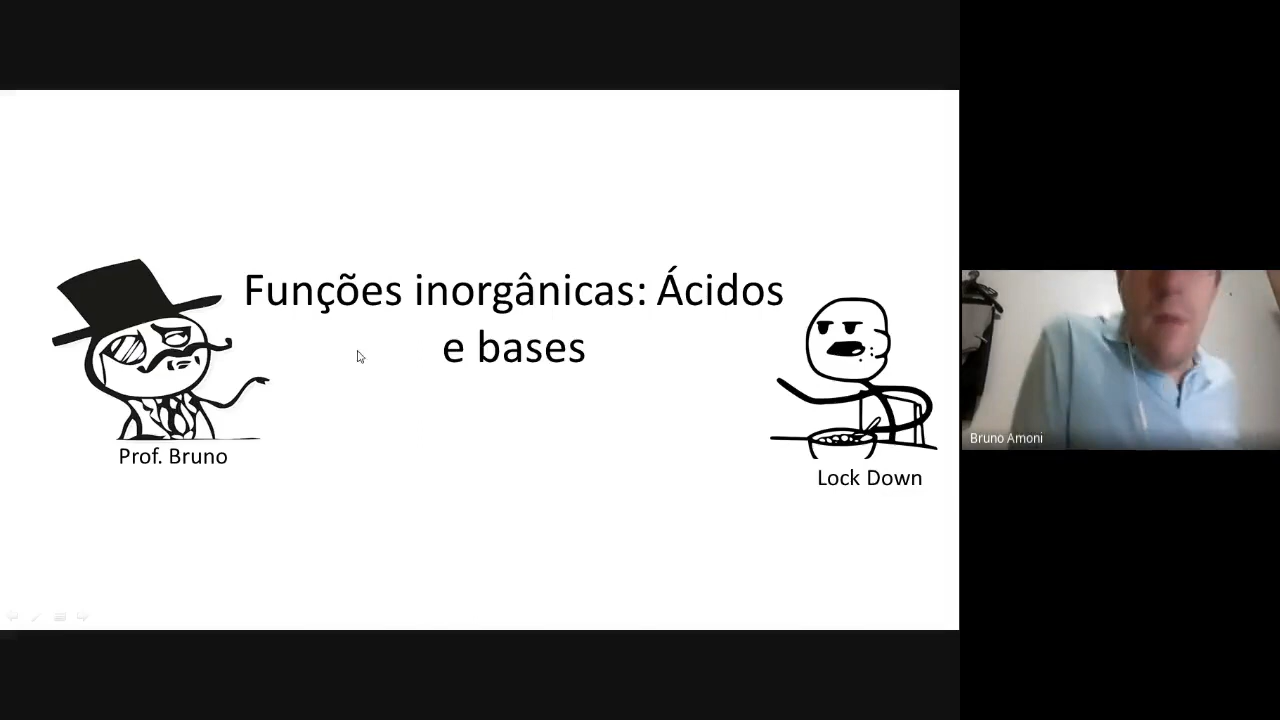 Funções inorgânicas: Ácidos
e bases
Prof. Bruno
Lock Down
Bruno Amoni